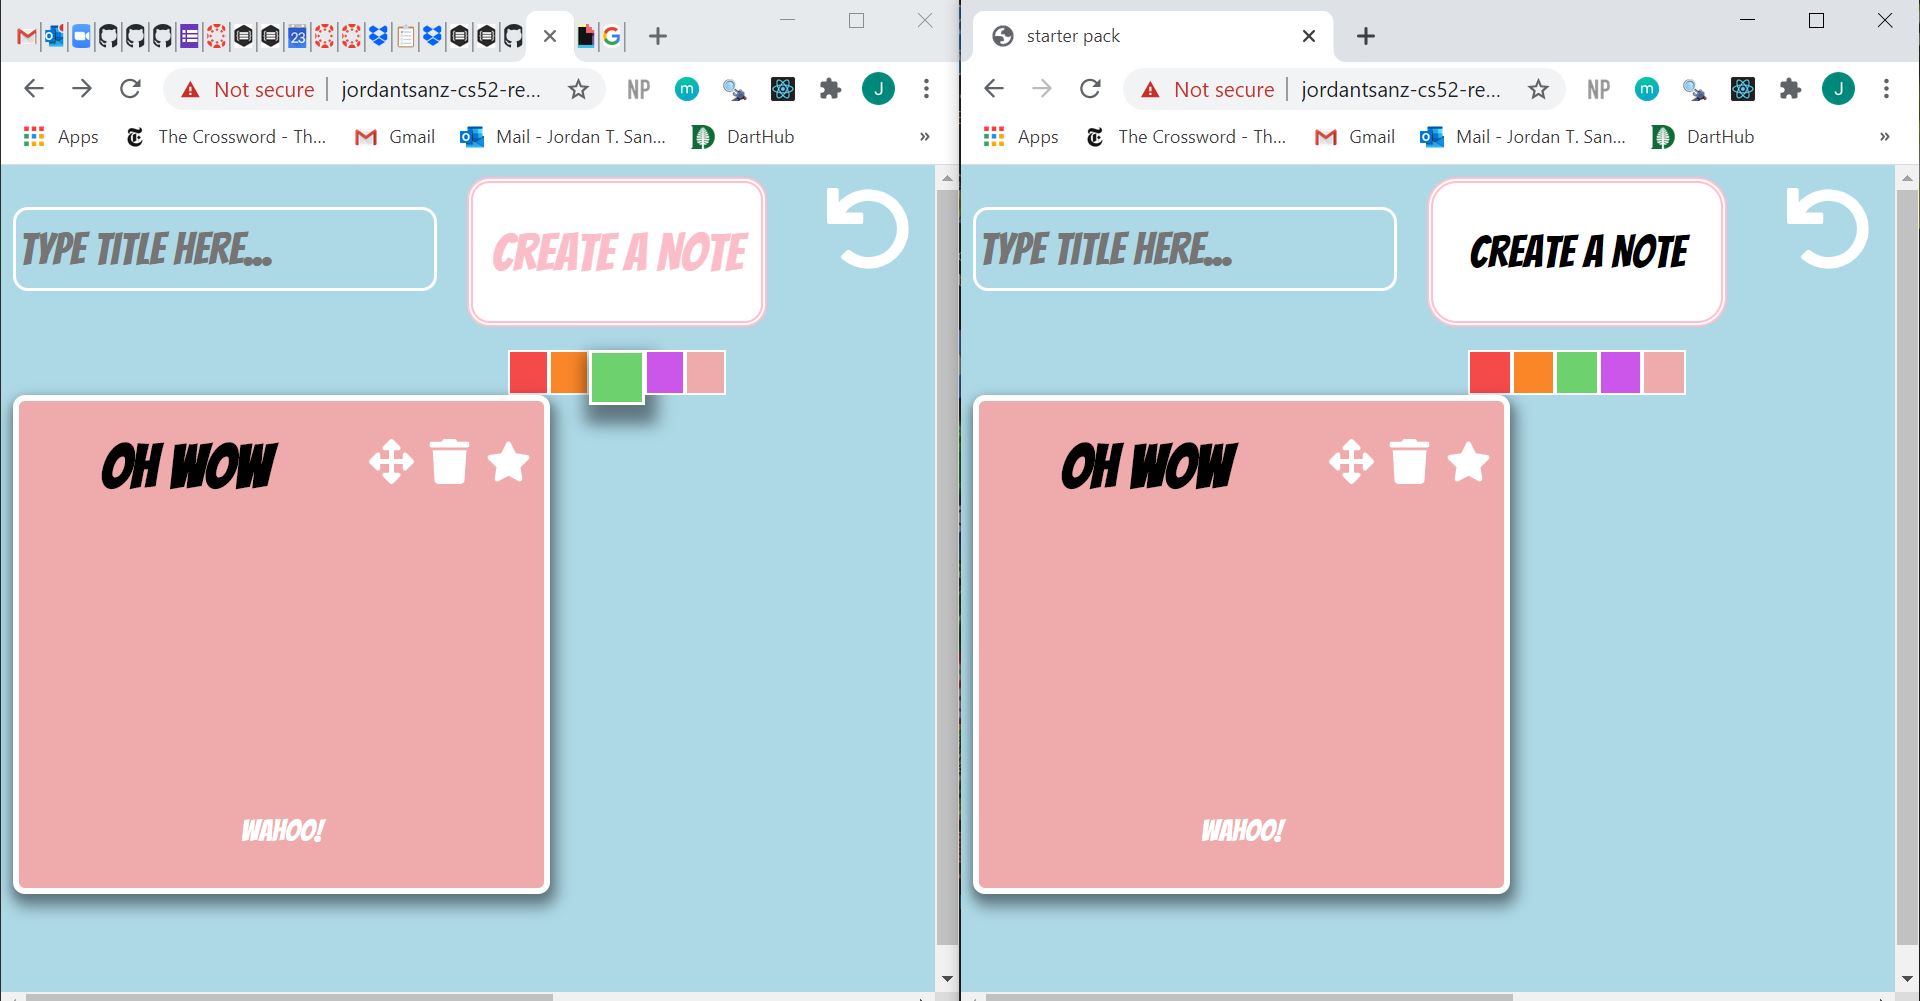 23
Not secure jordantsanz-cs52-re... NP m J
Apps The Crossword - Th... Gmail Mail - Jordan T. San... DartHub »
TYPE TITLE HERE...
CREATE A NOTE
OH WOW
WAHOO!
starter pack
Not secure jordantsanz-cs52-re... NP m J
Apps The Crossword - Th... Gmail Mail - Jordan T. San... DartHub »
TYPE TITLE HERE...
CREATE A NOTE
OH WOW
WAHOO!